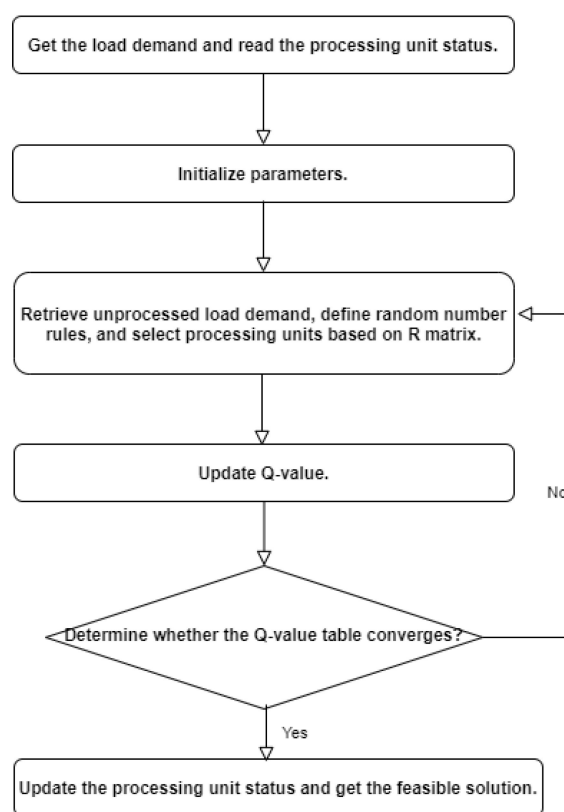 Get the load demand and read the processing unit status.
Initialize parameters.
Retrieve unprocessed load demand, define random number
rules, and select processing units based on R matrix.
Update Q-value.
No
Determine whether the Q-value table converges?
Yes
Update the processing unit status and get the feasible solution.